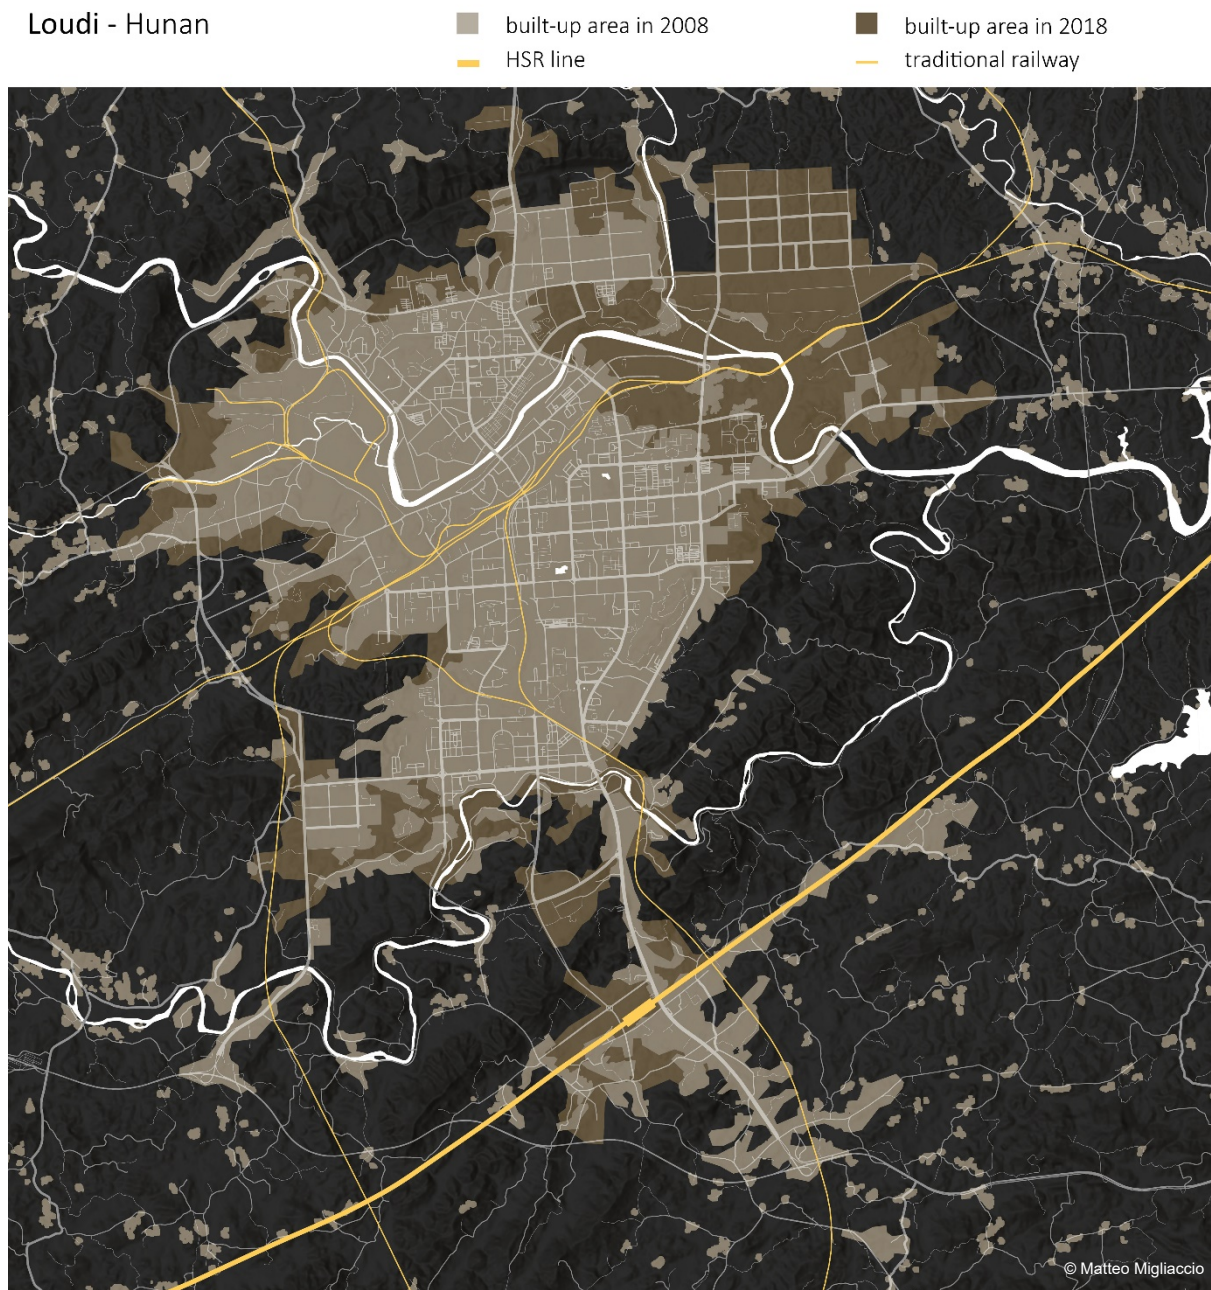 Loudi - Hunan
built-up area in 2008
built-up area in 2018
HSR line
traditional railway
© Matteo Migliaccio